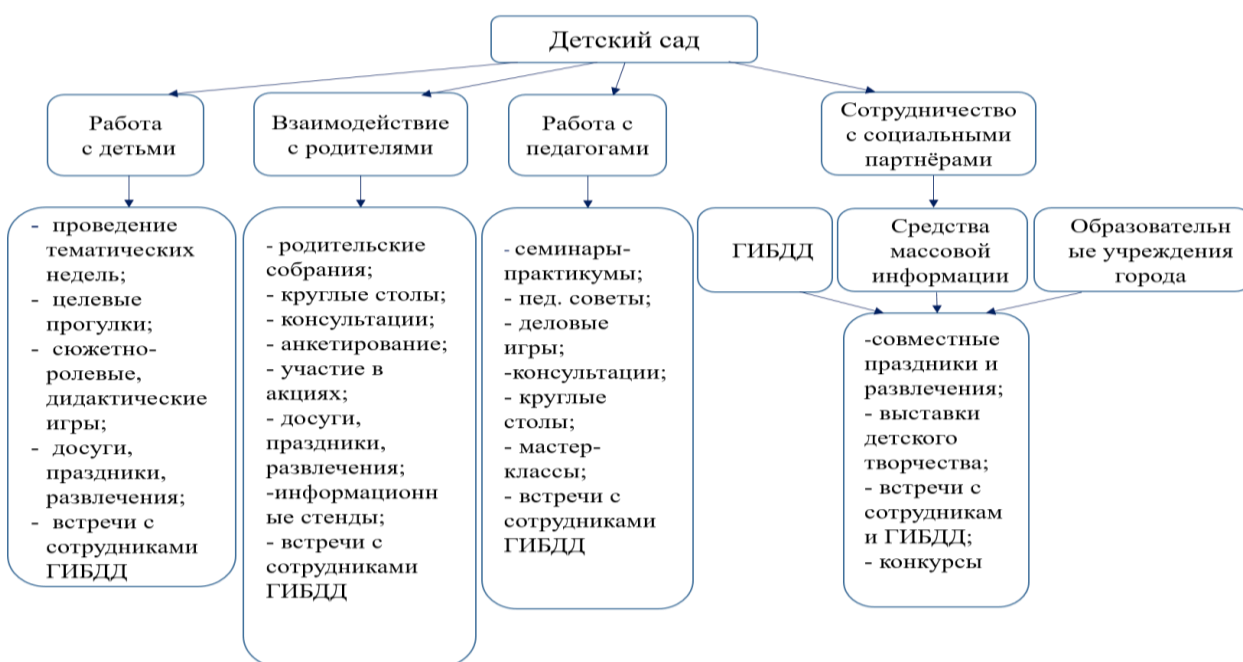 Детский сад
Работа
с детьми
Взаимодействие
с родителями
Работа с
педагогами
Сотрудничество
с социальными
партнёрами
- проведение
тематических
недель;
- целевые
прогулки;
- сюжетно-
ролевые,
дидактические
игры;
- досуги,
праздники,
развлечения;
- встречи с
сотрудниками
ГИБДД
- родительские
собрания;
- круглые столы;
- консультации;
- анкетирование;
- участие в
акциях;
- досуги,
праздники,
развлечения;
-информационн
ые стенды;
- встречи с
сотрудниками
ГИБДД
- семинары-
практикумы;
- пед. советы;
- деловые
игры;
-консультации;
- круглые
столы;
- мастер-
классы;
- встречи с
сотрудниками
ГИБДД
ГИБДД
Средства
массовой
информации
Образовательн
ые учреждения
города
-совместные
праздники и
развлечения;
- выставки
детского
творчества;
- встречи с
сотрудникам
и ГИБДД;
- конкурсы